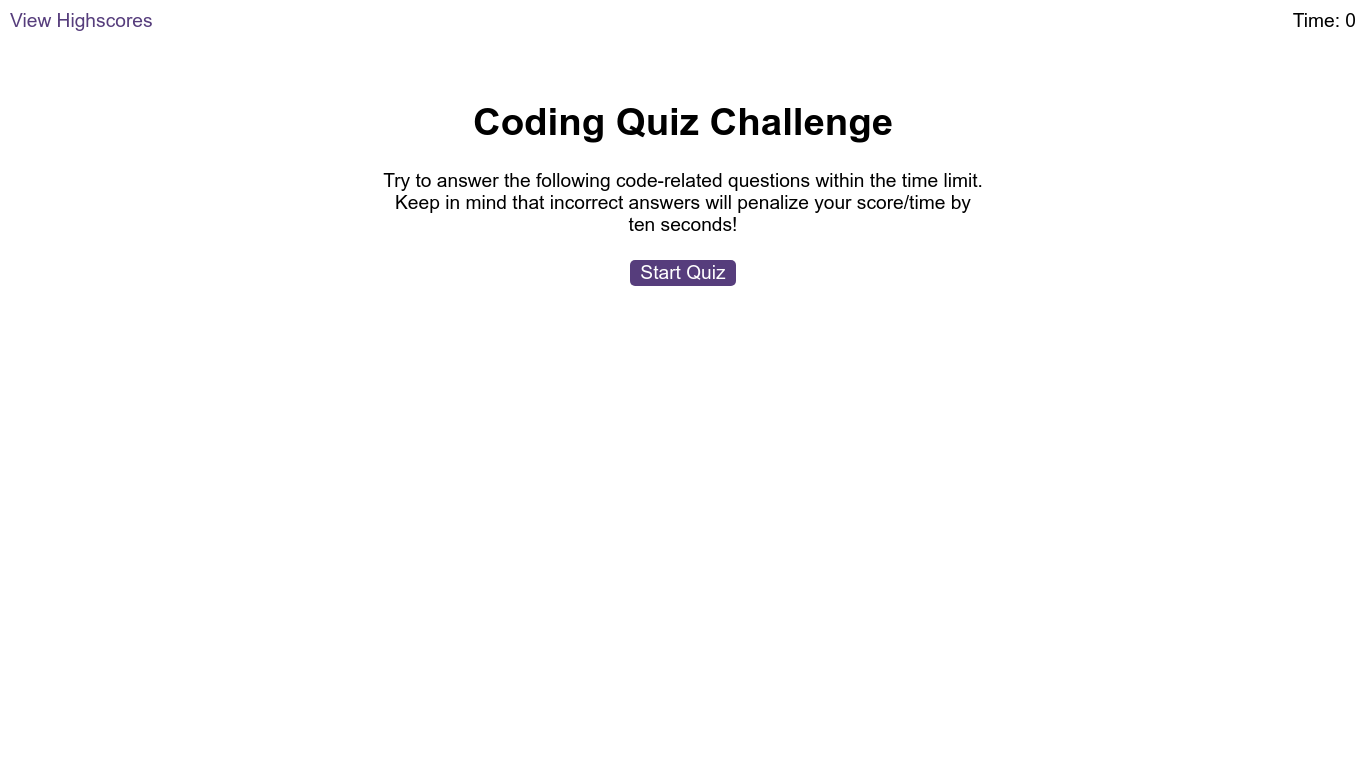 View Highscores
Time: 0
Coding Quiz Challenge
Try to answer the following code-related questions within the time limit.
Keep in mind that incorrect answers will penalize your score/time by
ten seconds!
Start Quiz